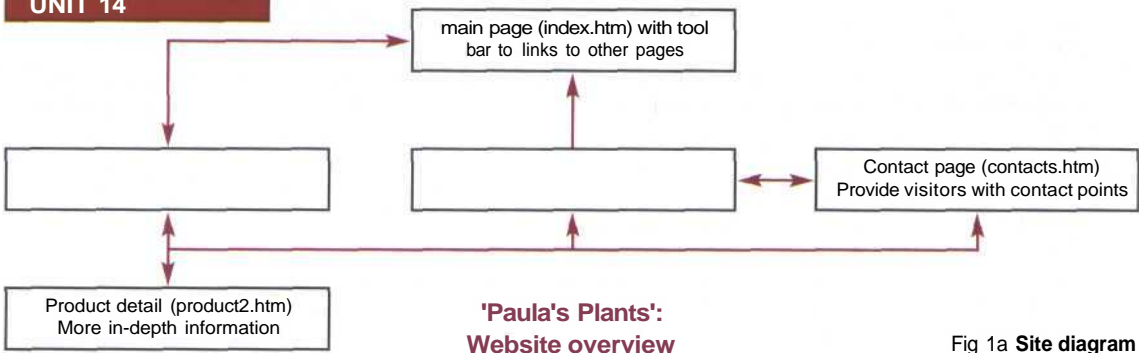 UNIT 14
main page (index.htm) with tool
bar to links to other pages
Contact page (contacts.htm)
Provide visitors with contact points
Product detail (product2.htm)
More in-depth information
'Paula's Plants':
Website overview
Fig 1a Site diagram